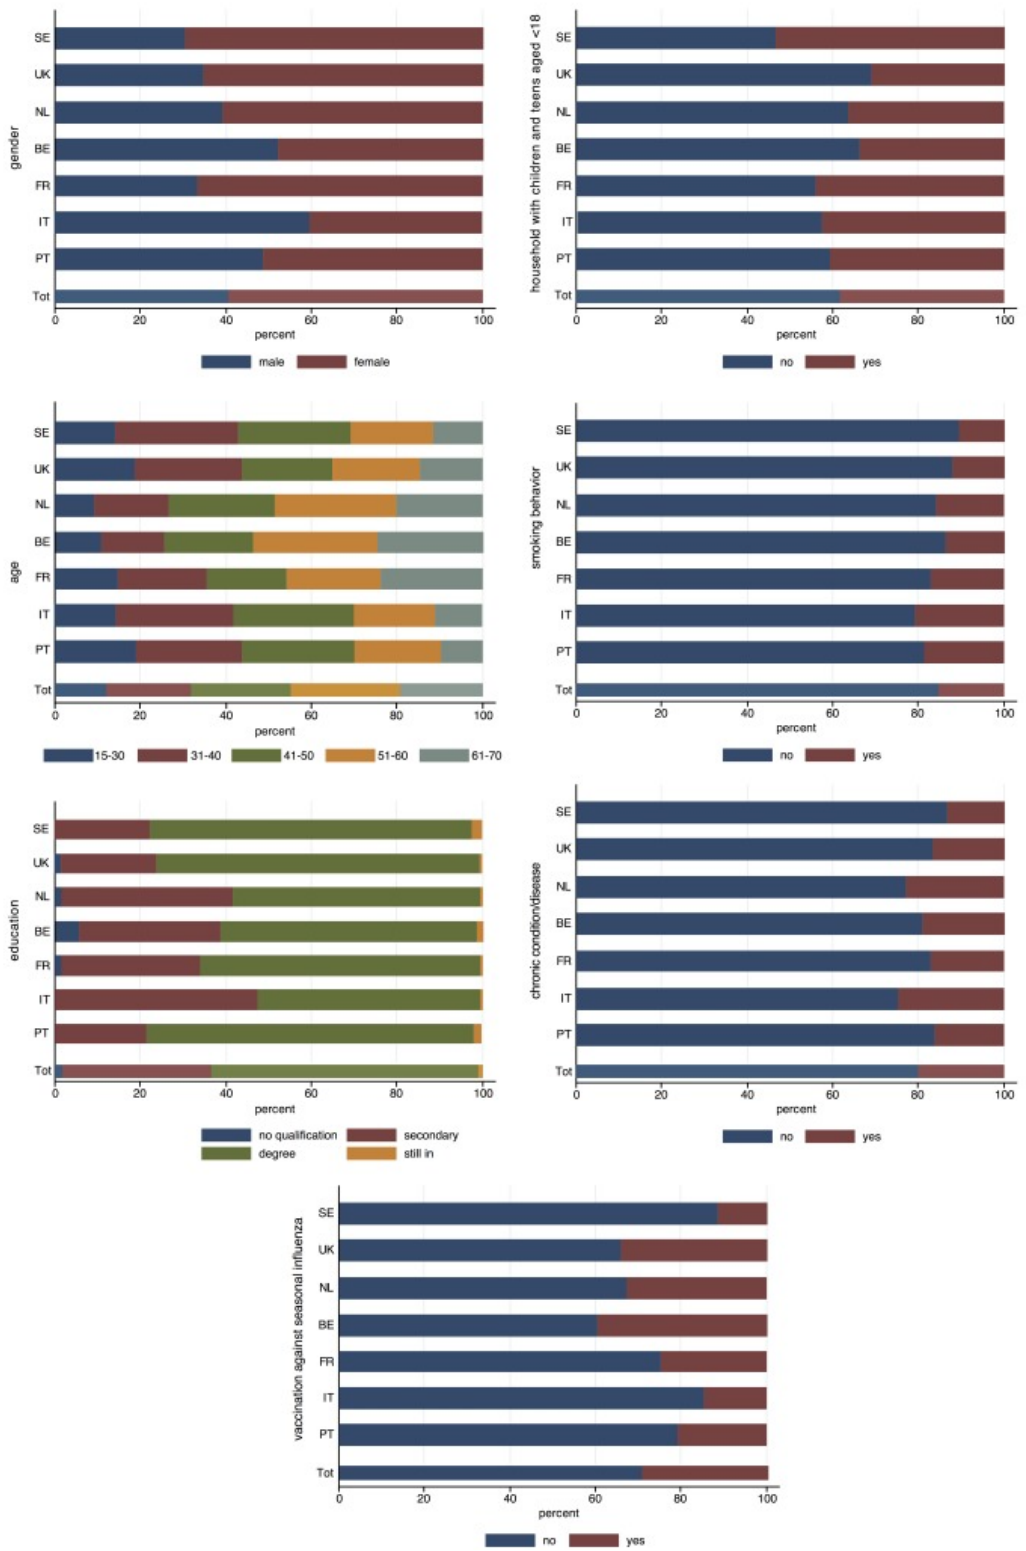 gender
SE
UK
NL
BE
FR
IT
PT
Tot
0 20 40 60 80 100
percent
male female
household with children and teens aged <18
SE
UK
NL
BE
FR
IT
PT
Tot
0 20 40 60 80 100
percent
no yes
age
SE
UK
NL
BE
FR
IT
PT
Tot
0 20 40 60 80 100
percent
15-30 31-40 41-50 51-60 61-70
smoking behavior
SE
UK
NL
BE
FR
IT
PT
Tot
0 20 40 60 80 100
percent
no yes
education
SE
UK
NL
BE
FR
IT
PT
Tot
0 20 40 60 80 100
percent
no qualification secondary
degree still in
chronic condition/disease
SE
UK
NL
BE
FR
IT
PT
Tot
0 20 40 60 80 100
percent
no yes
vaccination against seasonal influenza
SE
UK
NL
BE
FR
IT
PT
Tot
0 20 40 60 80 100
percent
no yes